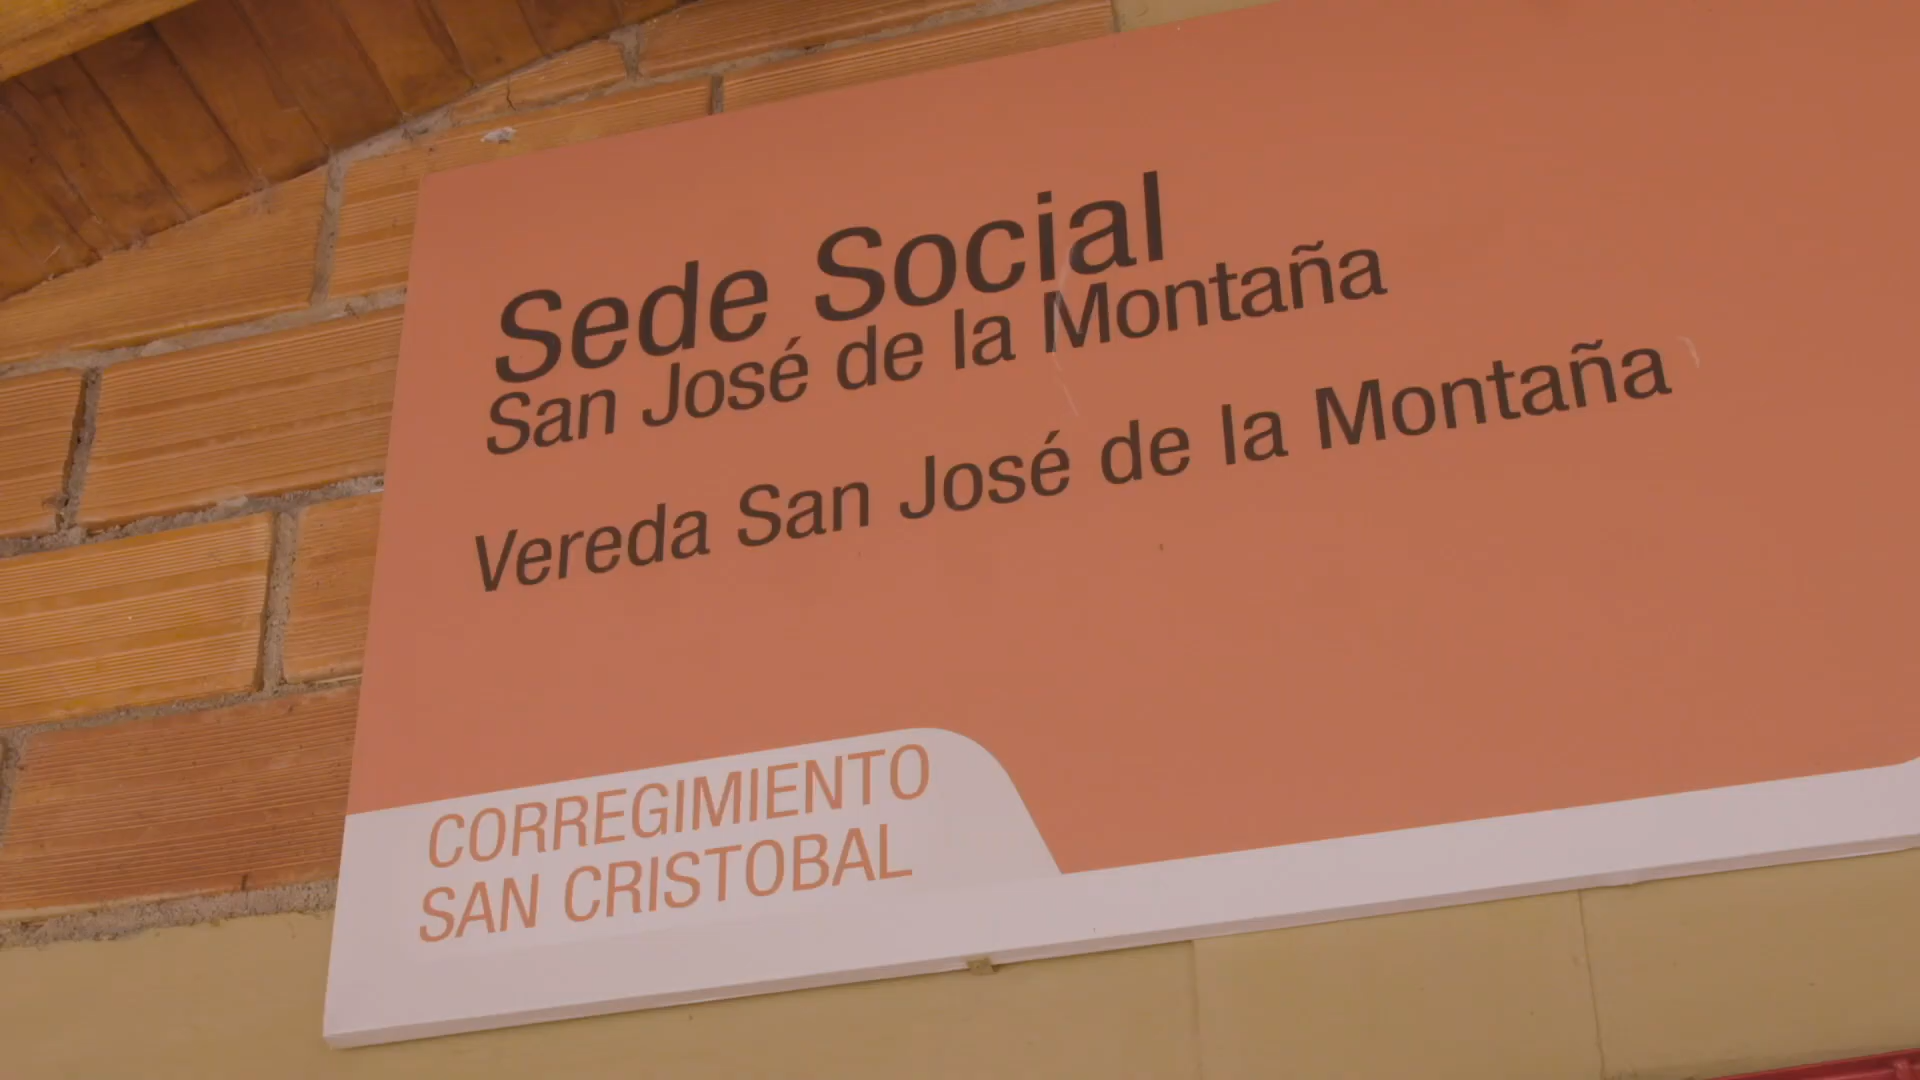 Sede Social
San José de la Montaña
Vereda San José de la Montaña
CORREGIMIENTO
SAN CRISTOBAL